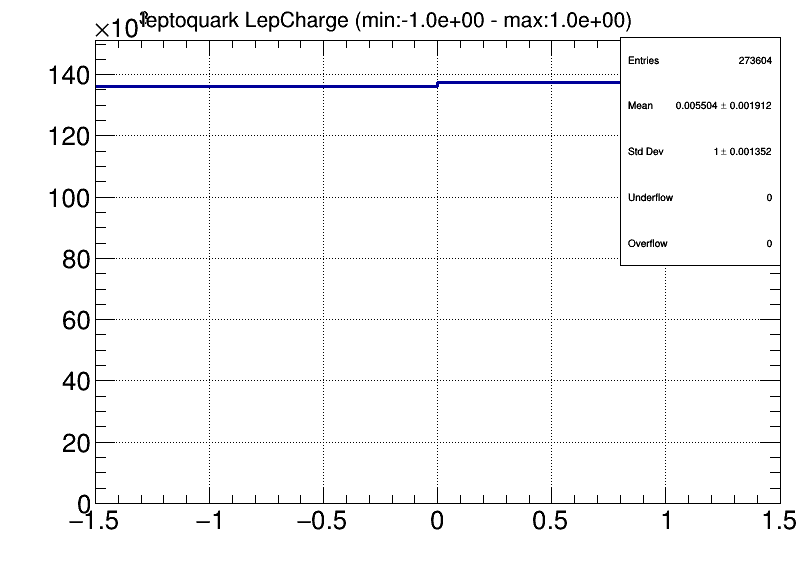 ×10³
leptoquark LepCharge (min:-1.0e+00 - max:1.0e+00)
Entries 273604
Mean 0.005504 ± 0.001912
Std Dev 1 ± 0.001352
Underflow 0
Overflow 0
140
120
100
80
60
40
20
0
−1.5 −1 −0.5 0 0.5 1 1.5